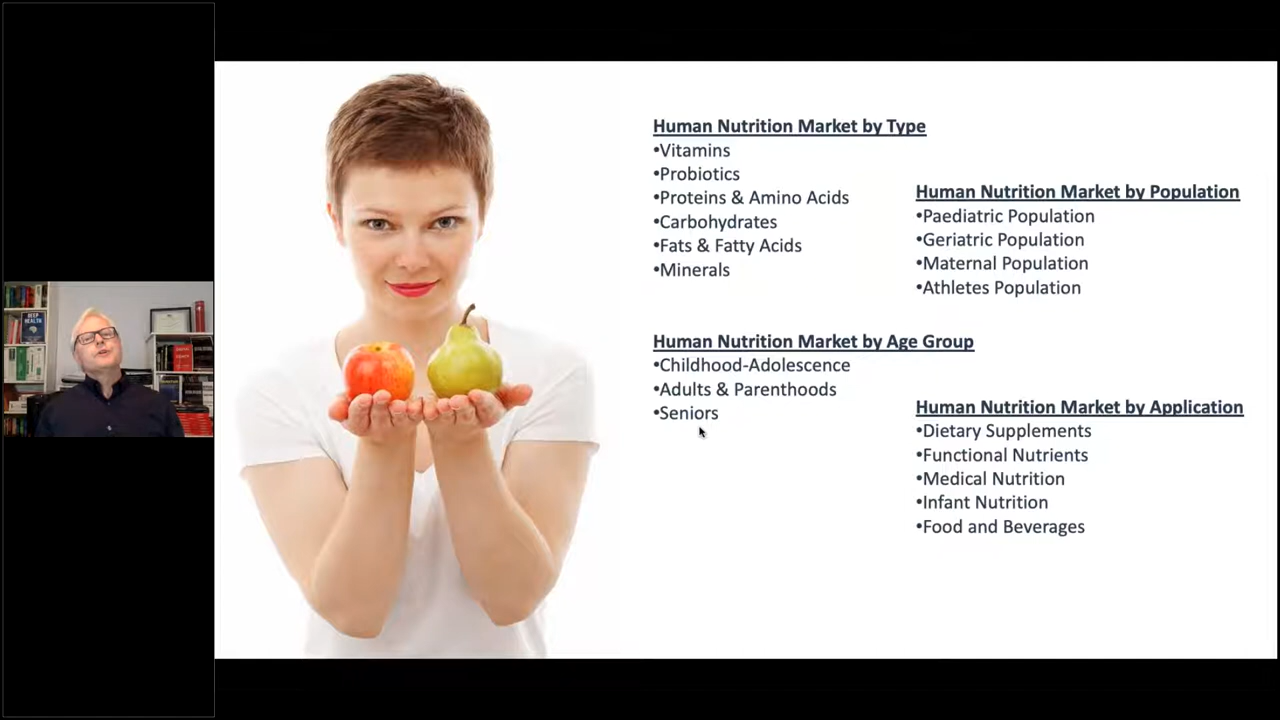 Human Nutrition Market by Type
•Vitamins
•Probiotics
•Proteins & Amino Acids
•Carbohydrates
•Fats & Fatty Acids
•Minerals
Human Nutrition Market by Population
•Paediatric Population
•Geriatric Population
•Maternal Population
•Athletes Population
Human Nutrition Market by Age Group
•Childhood-Adolescence
•Adults & Parenthoods
•Seniors
Human Nutrition Market by Application
•Dietary Supplements
•Functional Nutrients
•Medical Nutrition
•Infant Nutrition
•Food and Beverages
DEEP
HEALTH